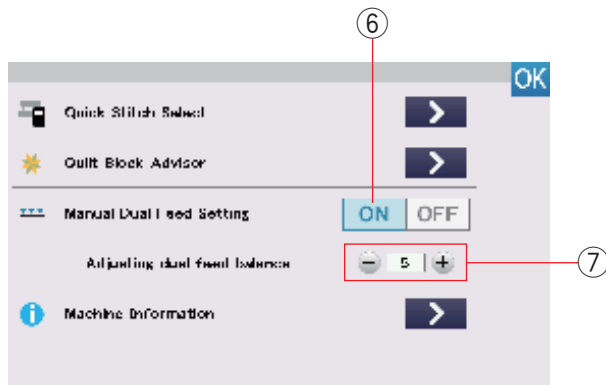 ⑥
OK
Quick Stitch Select
Quilt Block Advisor
Manual Dual Feed Setting ON OFF
Adjusting dual feed balance − 5 + ⑦
Machine Information